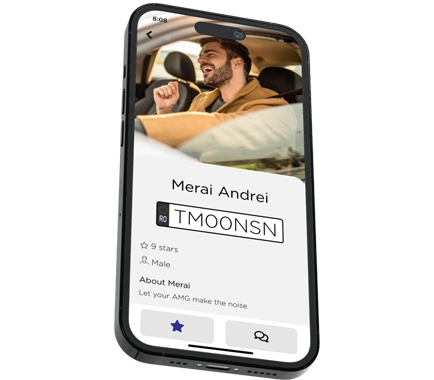 8:08
Merai Andrei
RO TM00NSN
9 stars
Male
About Merai
Let your AMG make the noise